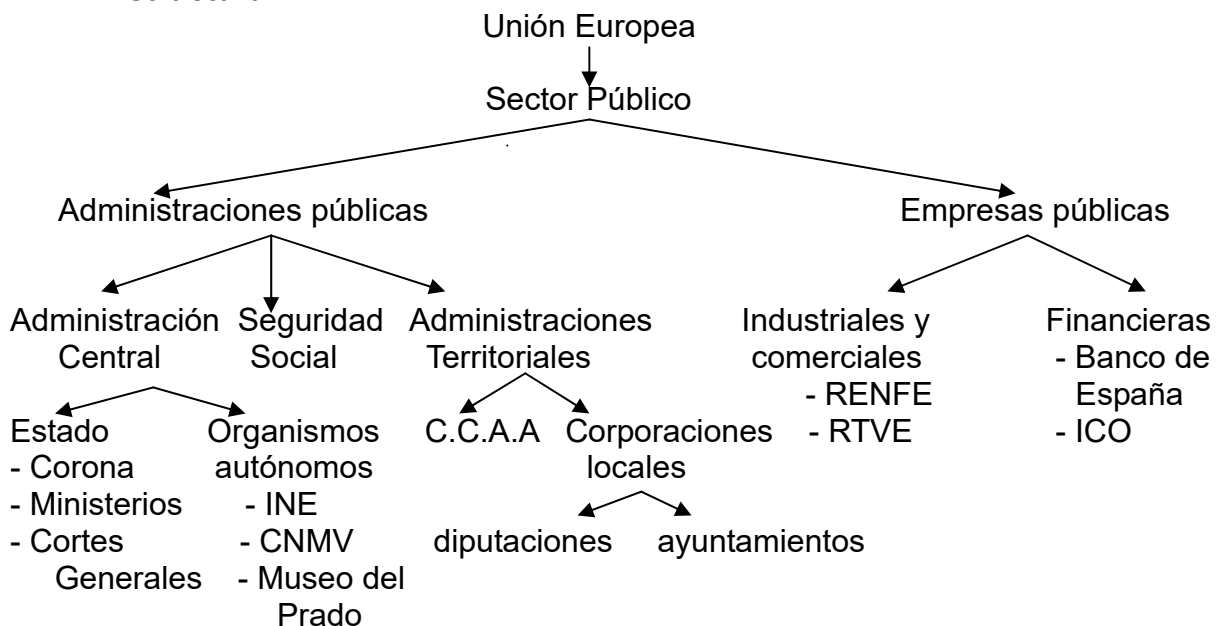 Unión Europea
Sector Público
Administraciones públicas
Empresas públicas
Administración
Central
Seguridad
Social
Administraciones
Territoriales
Industriales y
comerciales
- RENFE
- RTVE
Financieras
- Banco de
España
- ICO
Estado
- Corona
- Ministerios
- Cortes
Generales
Organismos
autónomos
- INE
- CNMV
- Museo del
Prado
C.C.A.A
Corporaciones
locales
diputaciones
ayuntamientos